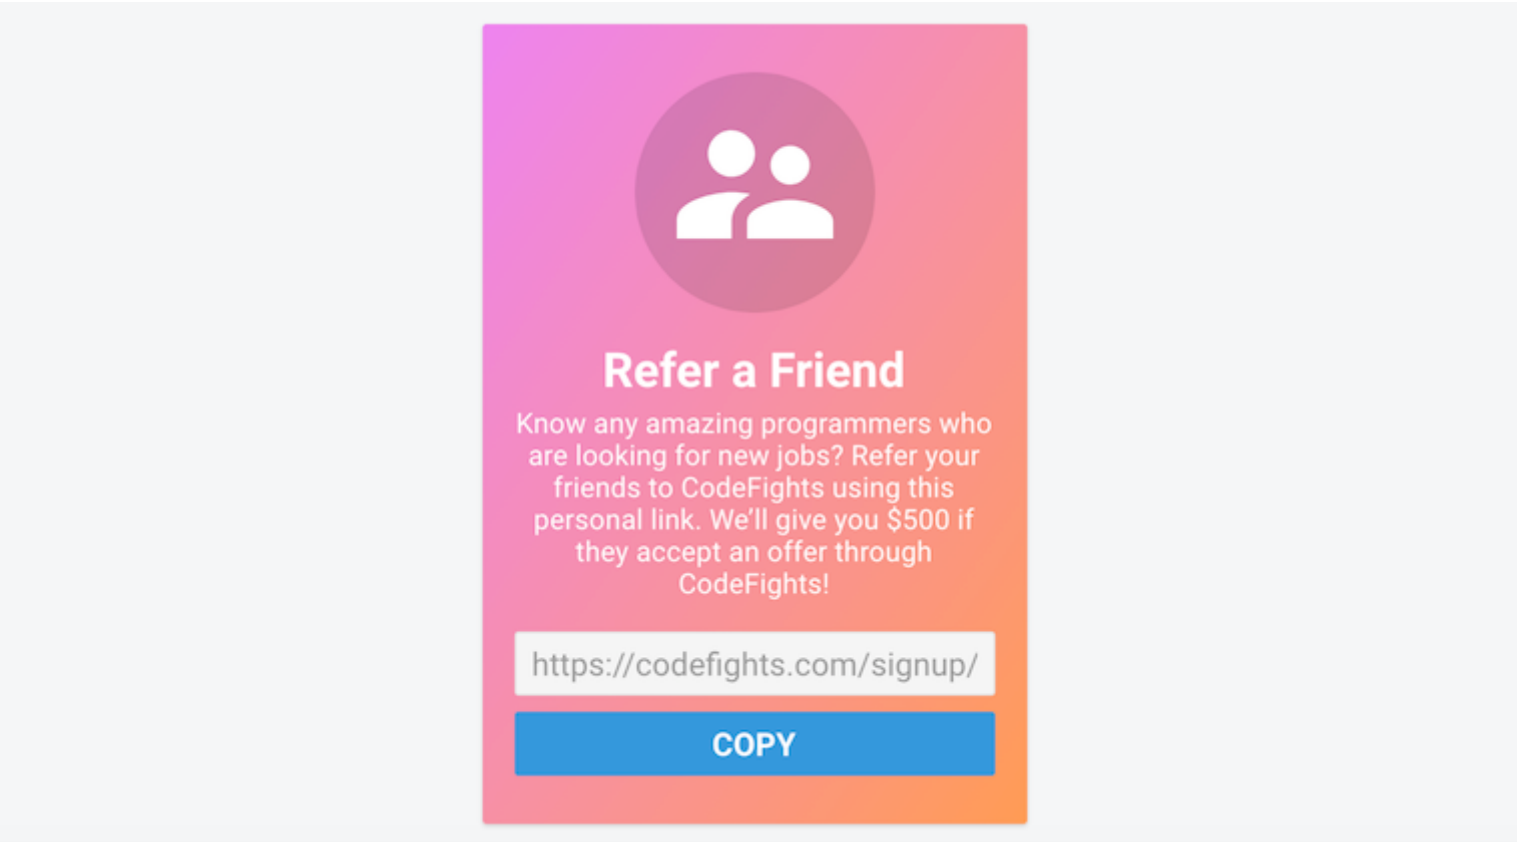 Refer a Friend
Know any amazing programmers who
are looking for new jobs? Refer your
friends to CodeFights using this
personal link. We’ll give you $500 if
they accept an offer through
CodeFights!
https://codefights.com/signup/
COPY